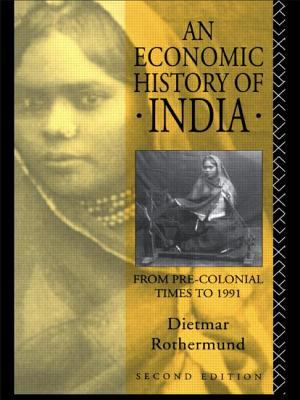 AN
ECONOMIC
HISTORY OF
· INDIA ·
FROM PRE-COLONIAL
TIMES TO 1991
Dietmar
Rothermund
SECOND EDITION